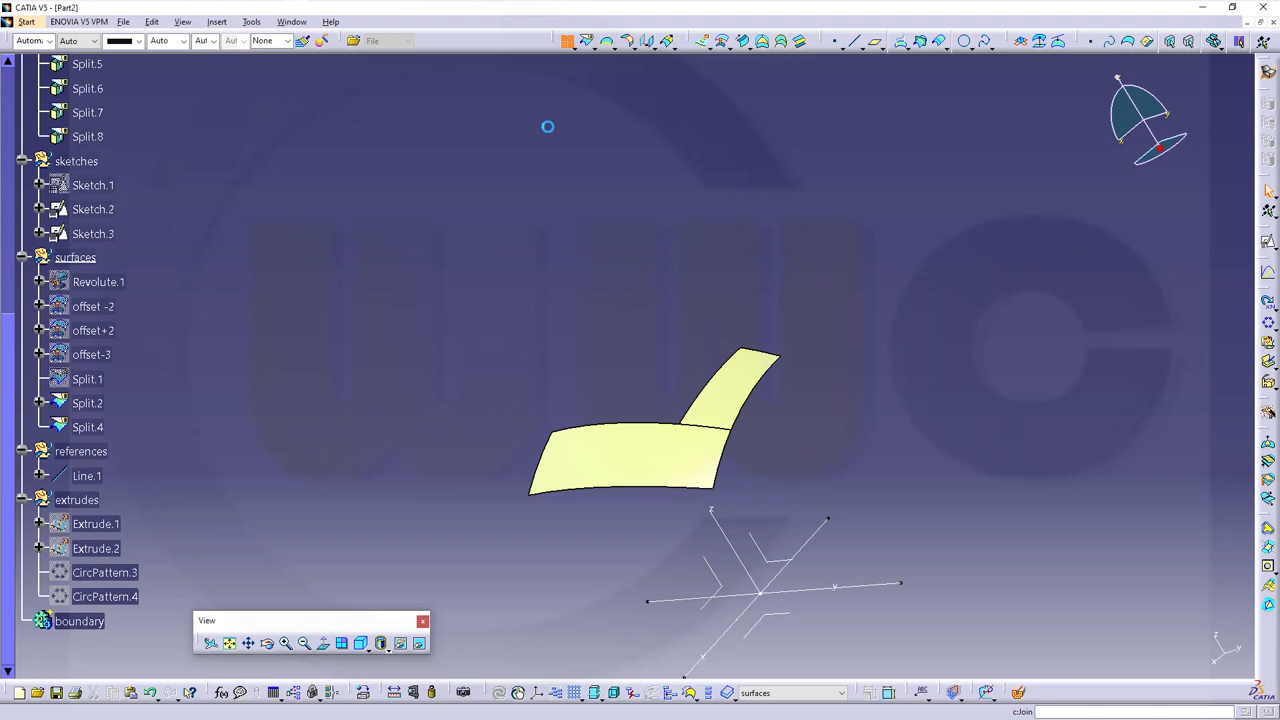 CATIA V5 - [Part2]
Start ENOVIA V5 VPM File Edit View Insert Tools Window Help
Autom Auto Auto Aut Aut None File
Split.5
Split.6
Split.7
Split.8
sketches
Sketch.1
Sketch.2
Sketch.3
surfaces
Revolute.1
offset -2
offset+2
offset-3
Split.1
Split.2
Split.4
references
Line.1
extrudes
Extrude.1
Extrude.2
CircPattern.3
CircPattern.4
boundary
View
z
y
x
z
y
x
surfaces
c:Join
CATIA